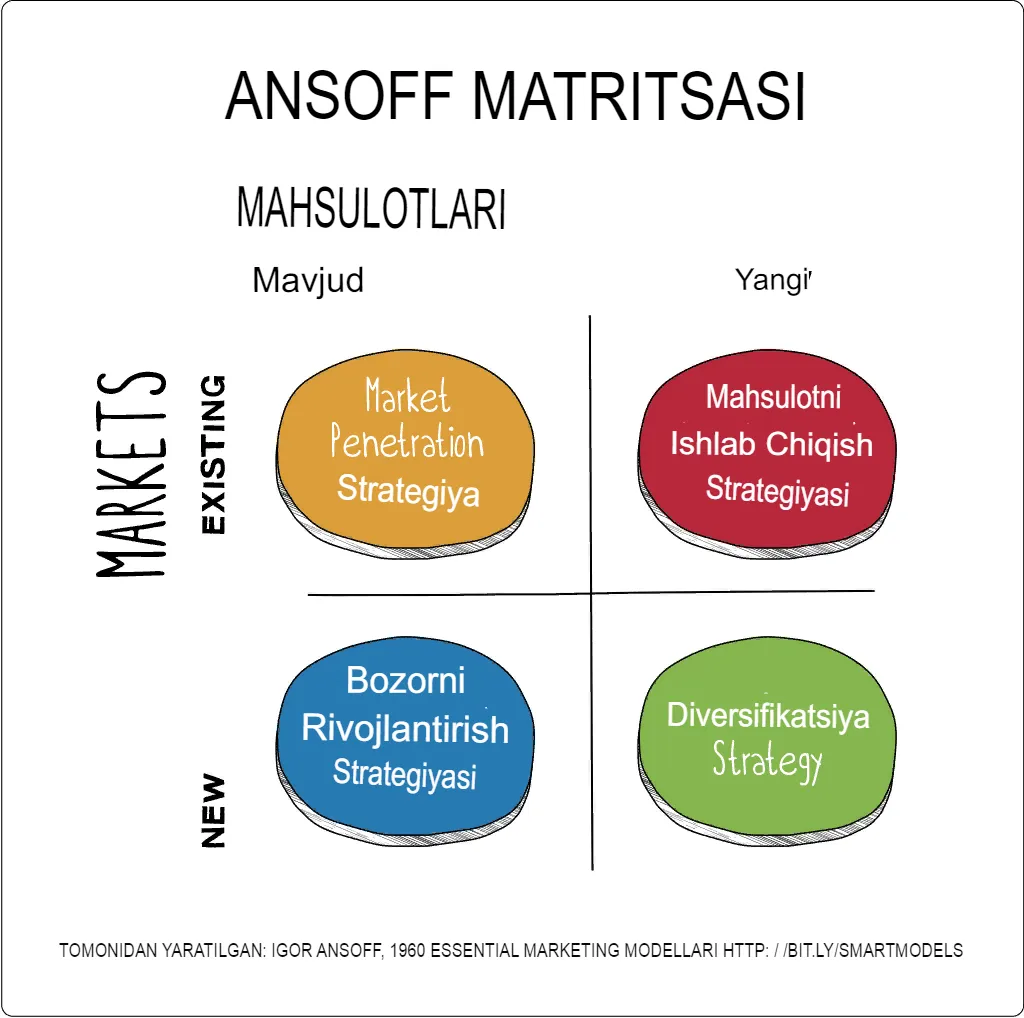 ANSOFF MATRITSASI
MAHSULOTLARI
Mavjud
Yangi'
MARKETS
EXISTING
Market
Penetration
Strategiya
Mahsulotni
Ishlab Chiqish
Strategiyasi
NEW
Bozorni
Rivojlantirish
Strategiyasi
Diversifikatsiya
Strategy
TOMONIDAN YARATILGAN: IGOR ANSOFF, 1960 ESSENTIAL MARKETING MODELLARI HTTP: / /BIT.LY/SMARTMODELS